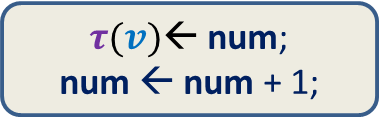 τ(v)← num;
num ← num + 1;